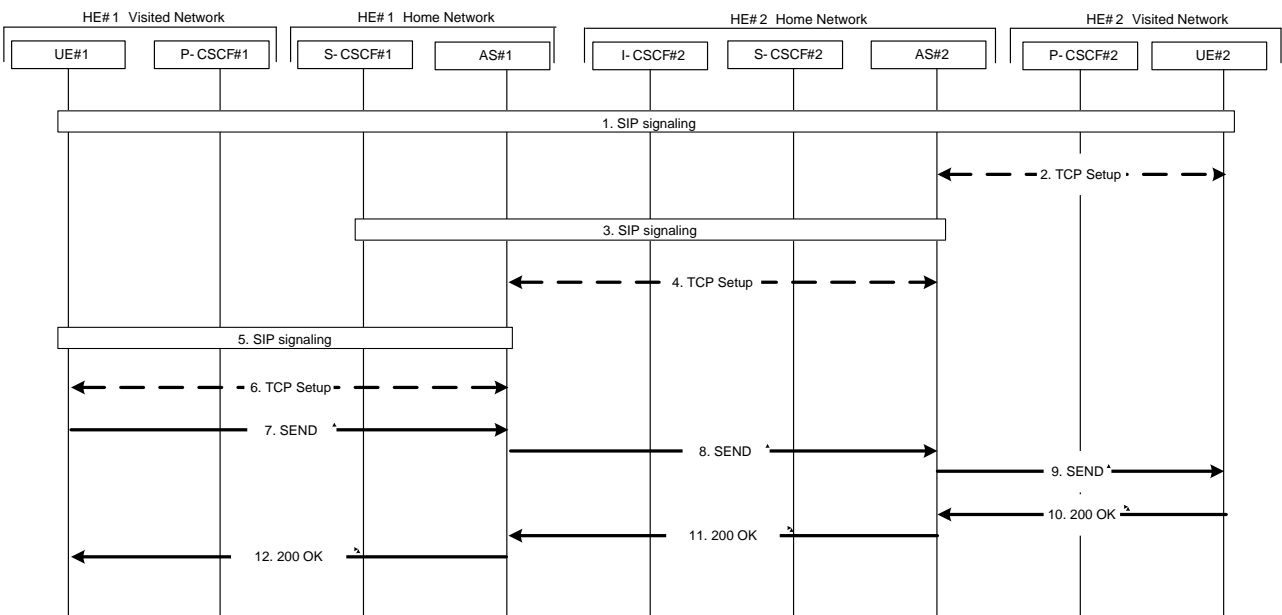 HE# 1 Visited Network
HE# 1 Home Network
HE# 2 Home Network
HE# 2 Visited Network
UE#1
P- CSCF#1
S- CSCF#1
AS#1
I- CSCF#2
S- CSCF#2
AS#2
P- CSCF#2
UE#2
1. SIP signaling
2. TCP Setup
3. SIP signaling
4. TCP Setup
5. SIP signaling
6. TCP Setup
7. SEND
8. SEND
9. SEND
10. 200 OK
11. 200 OK
12. 200 OK